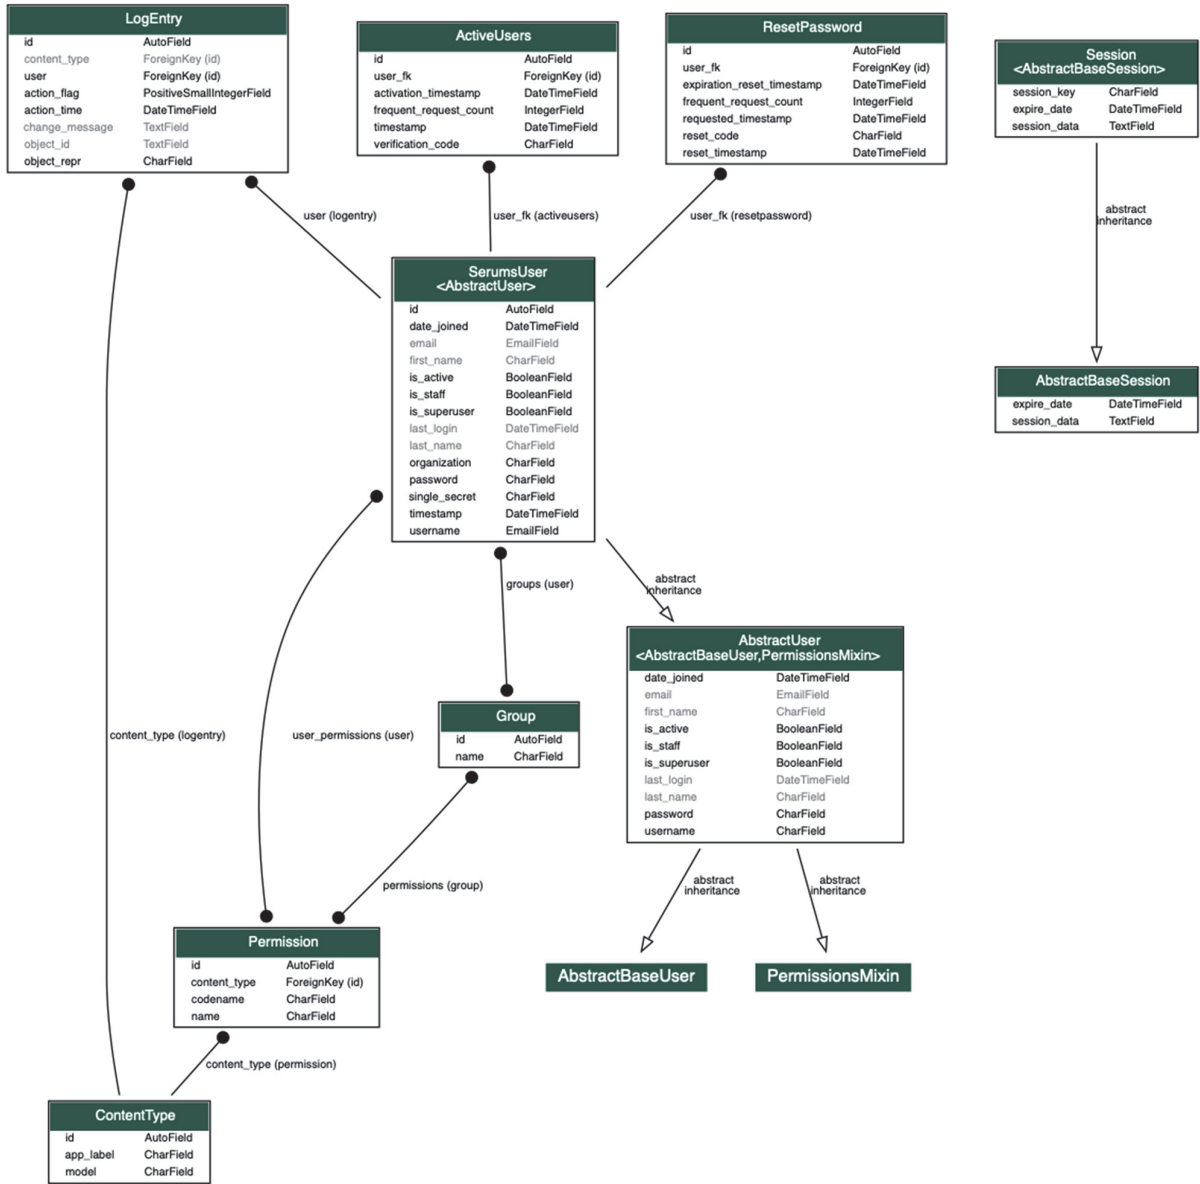 LogEntry
id AutoField
content_type ForeignKey (id)
user ForeignKey (id)
action_flag PositiveSmallIntegerField
action_time DateTimeField
change_message TextField
object_id TextField
object_repr CharField
ActiveUsers
id AutoField
user_fk ForeignKey (id)
activation_timestamp DateTimeField
frequent_request_count IntegerField
timestamp DateTimeField
verification_code CharField
ResetPassword
id AutoField
user_fk ForeignKey (id)
expiration_reset_timestamp DateTimeField
frequent_request_count IntegerField
requested_timestamp DateTimeField
reset_code CharField
reset_timestamp DateTimeField
Session
<AbstractBaseSession>
session_key CharField
expire_date DateTimeField
session_data TextField
user (logentry)
user_fk (activeusers)
user_fk (resetpassword)
abstract
inheritance
SerumsUser
<AbstractUser>
id AutoField
date_joined DateTimeField
email EmailField
first_name CharField
is_active BooleanField
is_staff BooleanField
is_superuser BooleanField
last_login DateTimeField
last_name CharField
organization CharField
password CharField
single_secret CharField
timestamp DateTimeField
username EmailField
AbstractBaseSession
expire_date DateTimeField
session_data TextField
groups (user)
abstract
inheritance
AbstractUser
<AbstractBaseUser,PermissionsMixin>
date_joined DateTimeField
email EmailField
first_name CharField
is_active BooleanField
is_staff BooleanField
is_superuser BooleanField
last_login DateTimeField
last_name CharField
password CharField
username CharField
Group
id AutoField
name CharField
content_type (logentry)
user_permissions (user)
permissions (group)
abstract
inheritance
abstract
inheritance
Permission
id AutoField
content_type ForeignKey (id)
codename CharField
name CharField
AbstractBaseUser
PermissionsMixin
content_type (permission)
ContentType
id AutoField
app_label CharField
model CharField